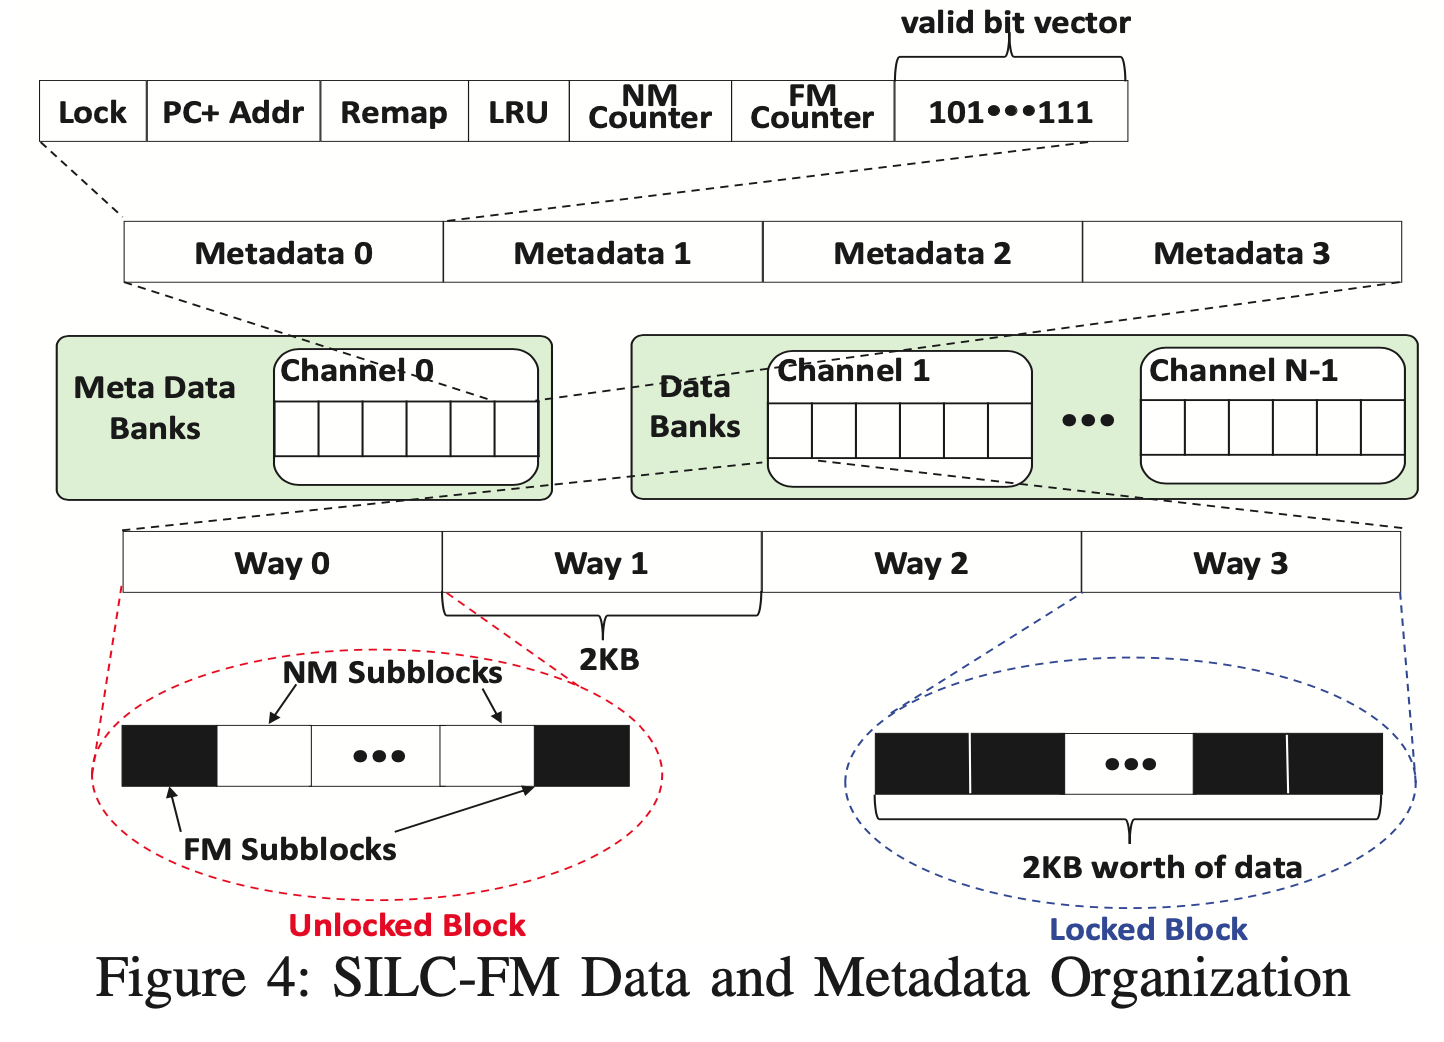 valid bit vector
Lock
PC+ Addr
Remap
LRU
NM
Counter
FM
Counter
101•••111
Metadata 0
Metadata 1
Metadata 2
Metadata 3
Meta Data
Banks
Channel 0
Data
Banks
Channel 1
•••
Channel N-1
Way 0
Way 1
Way 2
Way 3
2KB
NM Subblocks
•••
FM Subblocks
Unlocked Block
•••
2KB worth of data
Locked Block
Figure 4: SILC-FM Data and Metadata Organization